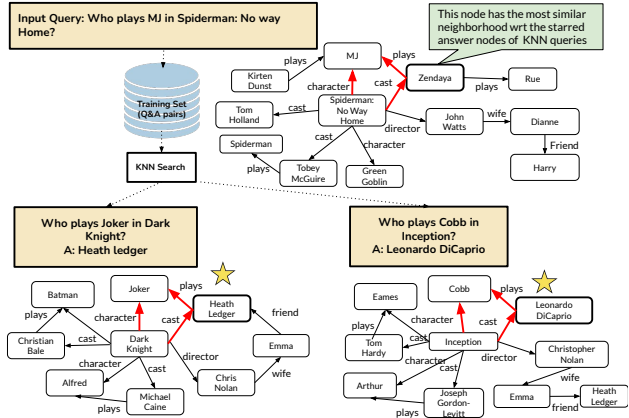 Input Query: Who plays MJ in Spiderman: No way
Home?
This node has the most similar
neighborhood wrt the starred
answer nodes of KNN queries
Training Set
(Q&A pairs)
KNN Search
MJ
plays
plays
Kirten
Dunst
Zendaya
plays
Rue
character
cast
Tom
Holland
cast
Spiderman:
No Way
Home
director
John
Watts
wife
Dianne
Friend
Harry
Spiderman
cast
character
plays
Tobey
McGuire
Green
Goblin
Who plays Joker in Dark
Knight?
A: Heath ledger
Joker
plays
Batman
Heath
Ledger
friend
plays
character
cast
Christian
Bale
cast
Dark
Knight
Emma
character
director
cast
wife
Alfred
Chris
Nolan
plays
Michael
Caine
Who plays Cobb in
Inception?
A: Leonardo DiCaprio
Cobb
plays
Eames
Leonardo
DiCaprio
character
cast
plays
cast
Tom
Hardy
Inception
Christopher
Nolan
character
director
cast
wife
Arthur
Joseph
Gordon-
Levitt
plays
Emma
friend
Heath
Ledger